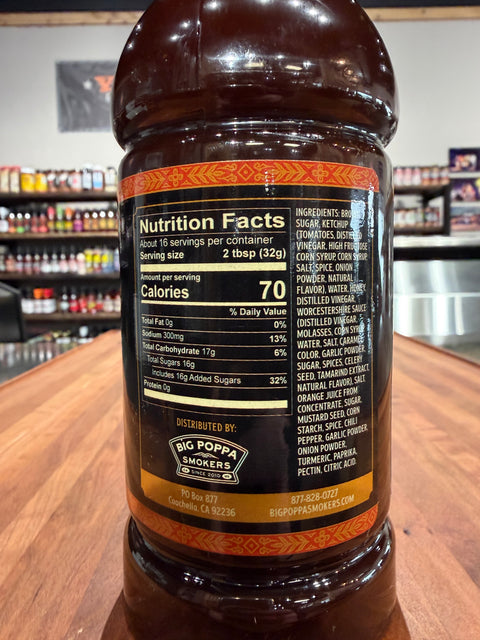 Nutrition Facts
About 16 servings per container
Serving size 2 tbsp (32g)
Amount per serving
Calories 70
% Daily Value
Total Fat 0g 0%
Sodium 300mg 13%
Total Carbohydrate 17g 6%
Total Sugars 16g
Includes 16g Added Sugars 32%
Protein 0g
INGREDIENTS: BROWN
SUGAR, KETCHUP
(TOMATOES, DISTILLED
VINEGAR, HIGH FRUCTOSE
CORN SYRUP, CORN SYRUP,
SALT, SPICE, ONION
POWDER, NATURAL
FLAVOR), WATER, HONEY,
DISTILLED VINEGAR,
WORCESTERSHIRE SAUCE
(DISTILLED VINEGAR,
MOLASSES, CORN SYRUP,
WATER, SALT, CARAMEL
COLOR, GARLIC POWDER,
SUGAR, SPICES, CELERY
SEED, TAMARIND EXTRACT,
NATURAL FLAVOR), SALT,
ORANGE JUICE FROM
CONCENTRATE, SUGAR,
MUSTARD SEED, CORN
STARCH, SPICE, CHILI
PEPPER, GARLIC POWDER,
ONION POWDER,
TURMERIC, PAPRIKA,
PECTIN, CITRIC ACID.
DISTRIBUTED BY:
BIG POPPA
SMOKERS
SINCE 2010
PO Box 877
Coachella, CA 92236
877-828-0727
BIGPOPPASMOKERS.COM